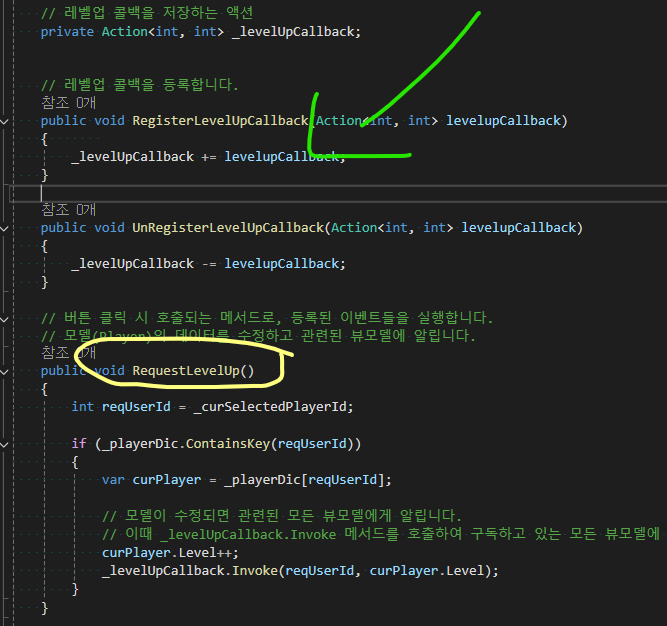 // 레벨업 콜백을 저장하는 액션
private Action<int, int> _levelUpCallback;
// 레벨업 콜백을 등록합니다.
참조 0개
public void RegisterLevelUpCallback(Action<int, int> levelupCallback)
{
_levelUpCallback += levelupCallback;
}
참조 0개
public void UnRegisterLevelUpCallback(Action<int, int> levelupCallback)
{
_levelUpCallback -= levelupCallback;
}
// 버튼 클릭 시 호출되는 메서드로, 등록된 이벤트들을 실행합니다.
// 모델(Player)의 데이터를 수정하고 관련된 뷰모델에 알립니다.
참조 0개
public void RequestLevelUp()
{
int reqUserId = _curSelectedPlayerId;
if (_playerDic.ContainsKey(reqUserId))
{
var curPlayer = _playerDic[reqUserId];
// 모델이 수정되면 관련된 모든 뷰모델에게 알립니다.
// 이때 _levelUpCallback.Invoke 메서드를 호출하여 구독하고 있는 모든 뷰모델에
curPlayer.Level++;
_levelUpCallback.Invoke(reqUserId, curPlayer.Level);
}
}